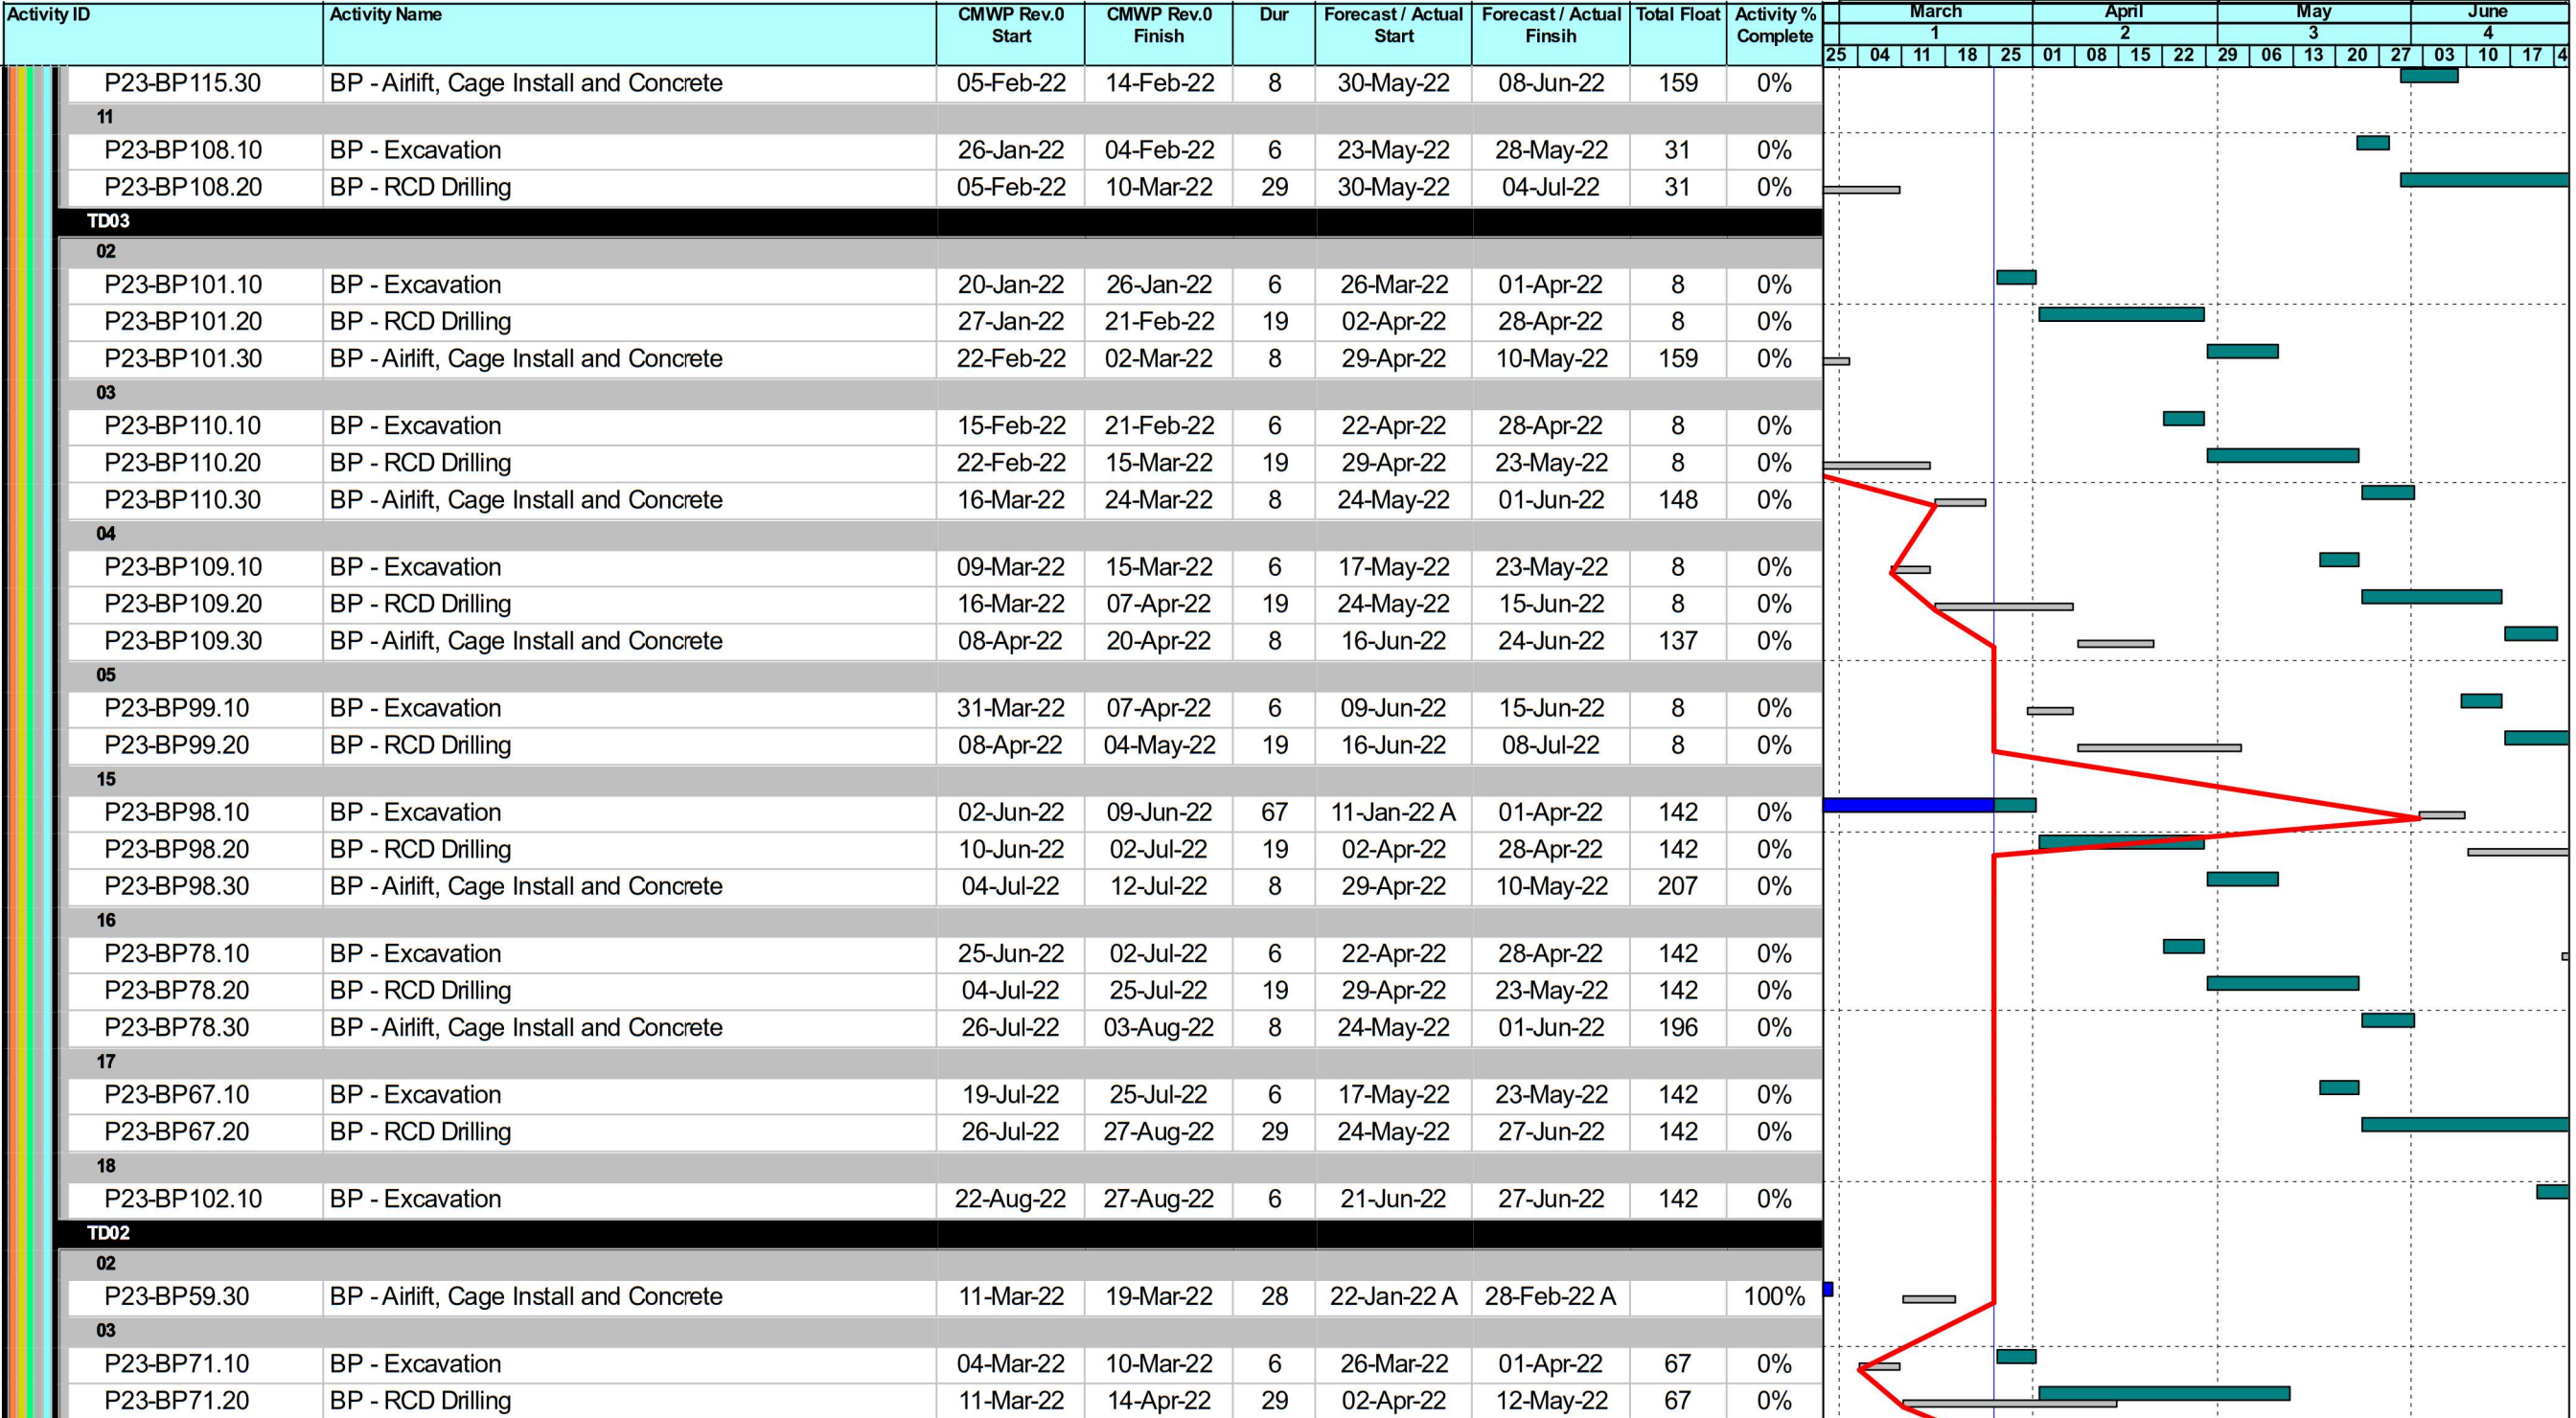 Activity ID Activity Name CMWP Rev.0 Start CMWP Rev.0 Finish Dur Forecast / Actual Start Forecast / Actual Finsih Total Float Activity % Complete
March April May June
1 2 3 4
25 04 11 18 25 01 08 15 22 29 06 13 20 27 03 10 17 4
P23-BP115.30 BP - Airlift, Cage Install and Concrete 05-Feb-22 14-Feb-22 8 30-May-22 08-Jun-22 159 0%
11
P23-BP108.10 BP - Excavation 26-Jan-22 04-Feb-22 6 23-May-22 28-May-22 31 0%
P23-BP108.20 BP - RCD Drilling 05-Feb-22 10-Mar-22 29 30-May-22 04-Jul-22 31 0%
TD03
02
P23-BP101.10 BP - Excavation 20-Jan-22 26-Jan-22 6 26-Mar-22 01-Apr-22 8 0%
P23-BP101.20 BP - RCD Drilling 27-Jan-22 21-Feb-22 19 02-Apr-22 28-Apr-22 8 0%
P23-BP101.30 BP - Airlift, Cage Install and Concrete 22-Feb-22 02-Mar-22 8 29-Apr-22 10-May-22 159 0%
03
P23-BP110.10 BP - Excavation 15-Feb-22 21-Feb-22 6 22-Apr-22 28-Apr-22 8 0%
P23-BP110.20 BP - RCD Drilling 22-Feb-22 15-Mar-22 19 29-Apr-22 23-May-22 8 0%
P23-BP110.30 BP - Airlift, Cage Install and Concrete 16-Mar-22 24-Mar-22 8 24-May-22 01-Jun-22 148 0%
04
P23-BP109.10 BP - Excavation 09-Mar-22 15-Mar-22 6 17-May-22 23-May-22 8 0%
P23-BP109.20 BP - RCD Drilling 16-Mar-22 07-Apr-22 19 24-May-22 15-Jun-22 8 0%
P23-BP109.30 BP - Airlift, Cage Install and Concrete 08-Apr-22 20-Apr-22 8 16-Jun-22 24-Jun-22 137 0%
05
P23-BP99.10 BP - Excavation 31-Mar-22 07-Apr-22 6 09-Jun-22 15-Jun-22 8 0%
P23-BP99.20 BP - RCD Drilling 08-Apr-22 04-May-22 19 16-Jun-22 08-Jul-22 8 0%
15
P23-BP98.10 BP - Excavation 02-Jun-22 09-Jun-22 67 11-Jan-22 A 01-Apr-22 142 0%
P23-BP98.20 BP - RCD Drilling 10-Jun-22 02-Jul-22 19 02-Apr-22 28-Apr-22 142 0%
P23-BP98.30 BP - Airlift, Cage Install and Concrete 04-Jul-22 12-Jul-22 8 29-Apr-22 10-May-22 207 0%
16
P23-BP78.10 BP - Excavation 25-Jun-22 02-Jul-22 6 22-Apr-22 28-Apr-22 142 0%
P23-BP78.20 BP - RCD Drilling 04-Jul-22 25-Jul-22 19 29-Apr-22 23-May-22 142 0%
P23-BP78.30 BP - Airlift, Cage Install and Concrete 26-Jul-22 03-Aug-22 8 24-May-22 01-Jun-22 196 0%
17
P23-BP67.10 BP - Excavation 19-Jul-22 25-Jul-22 6 17-May-22 23-May-22 142 0%
P23-BP67.20 BP - RCD Drilling 26-Jul-22 27-Aug-22 29 24-May-22 27-Jun-22 142 0%
18
P23-BP102.10 BP - Excavation 22-Aug-22 27-Aug-22 6 21-Jun-22 27-Jun-22 142 0%
TD02
02
P23-BP59.30 BP - Airlift, Cage Install and Concrete 11-Mar-22 19-Mar-22 28 22-Jan-22 A 28-Feb-22 A 100%
03
P23-BP71.10 BP - Excavation 04-Mar-22 10-Mar-22 6 26-Mar-22 01-Apr-22 67 0%
P23-BP71.20 BP - RCD Drilling 11-Mar-22 14-Apr-22 29 02-Apr-22 12-May-22 67 0%